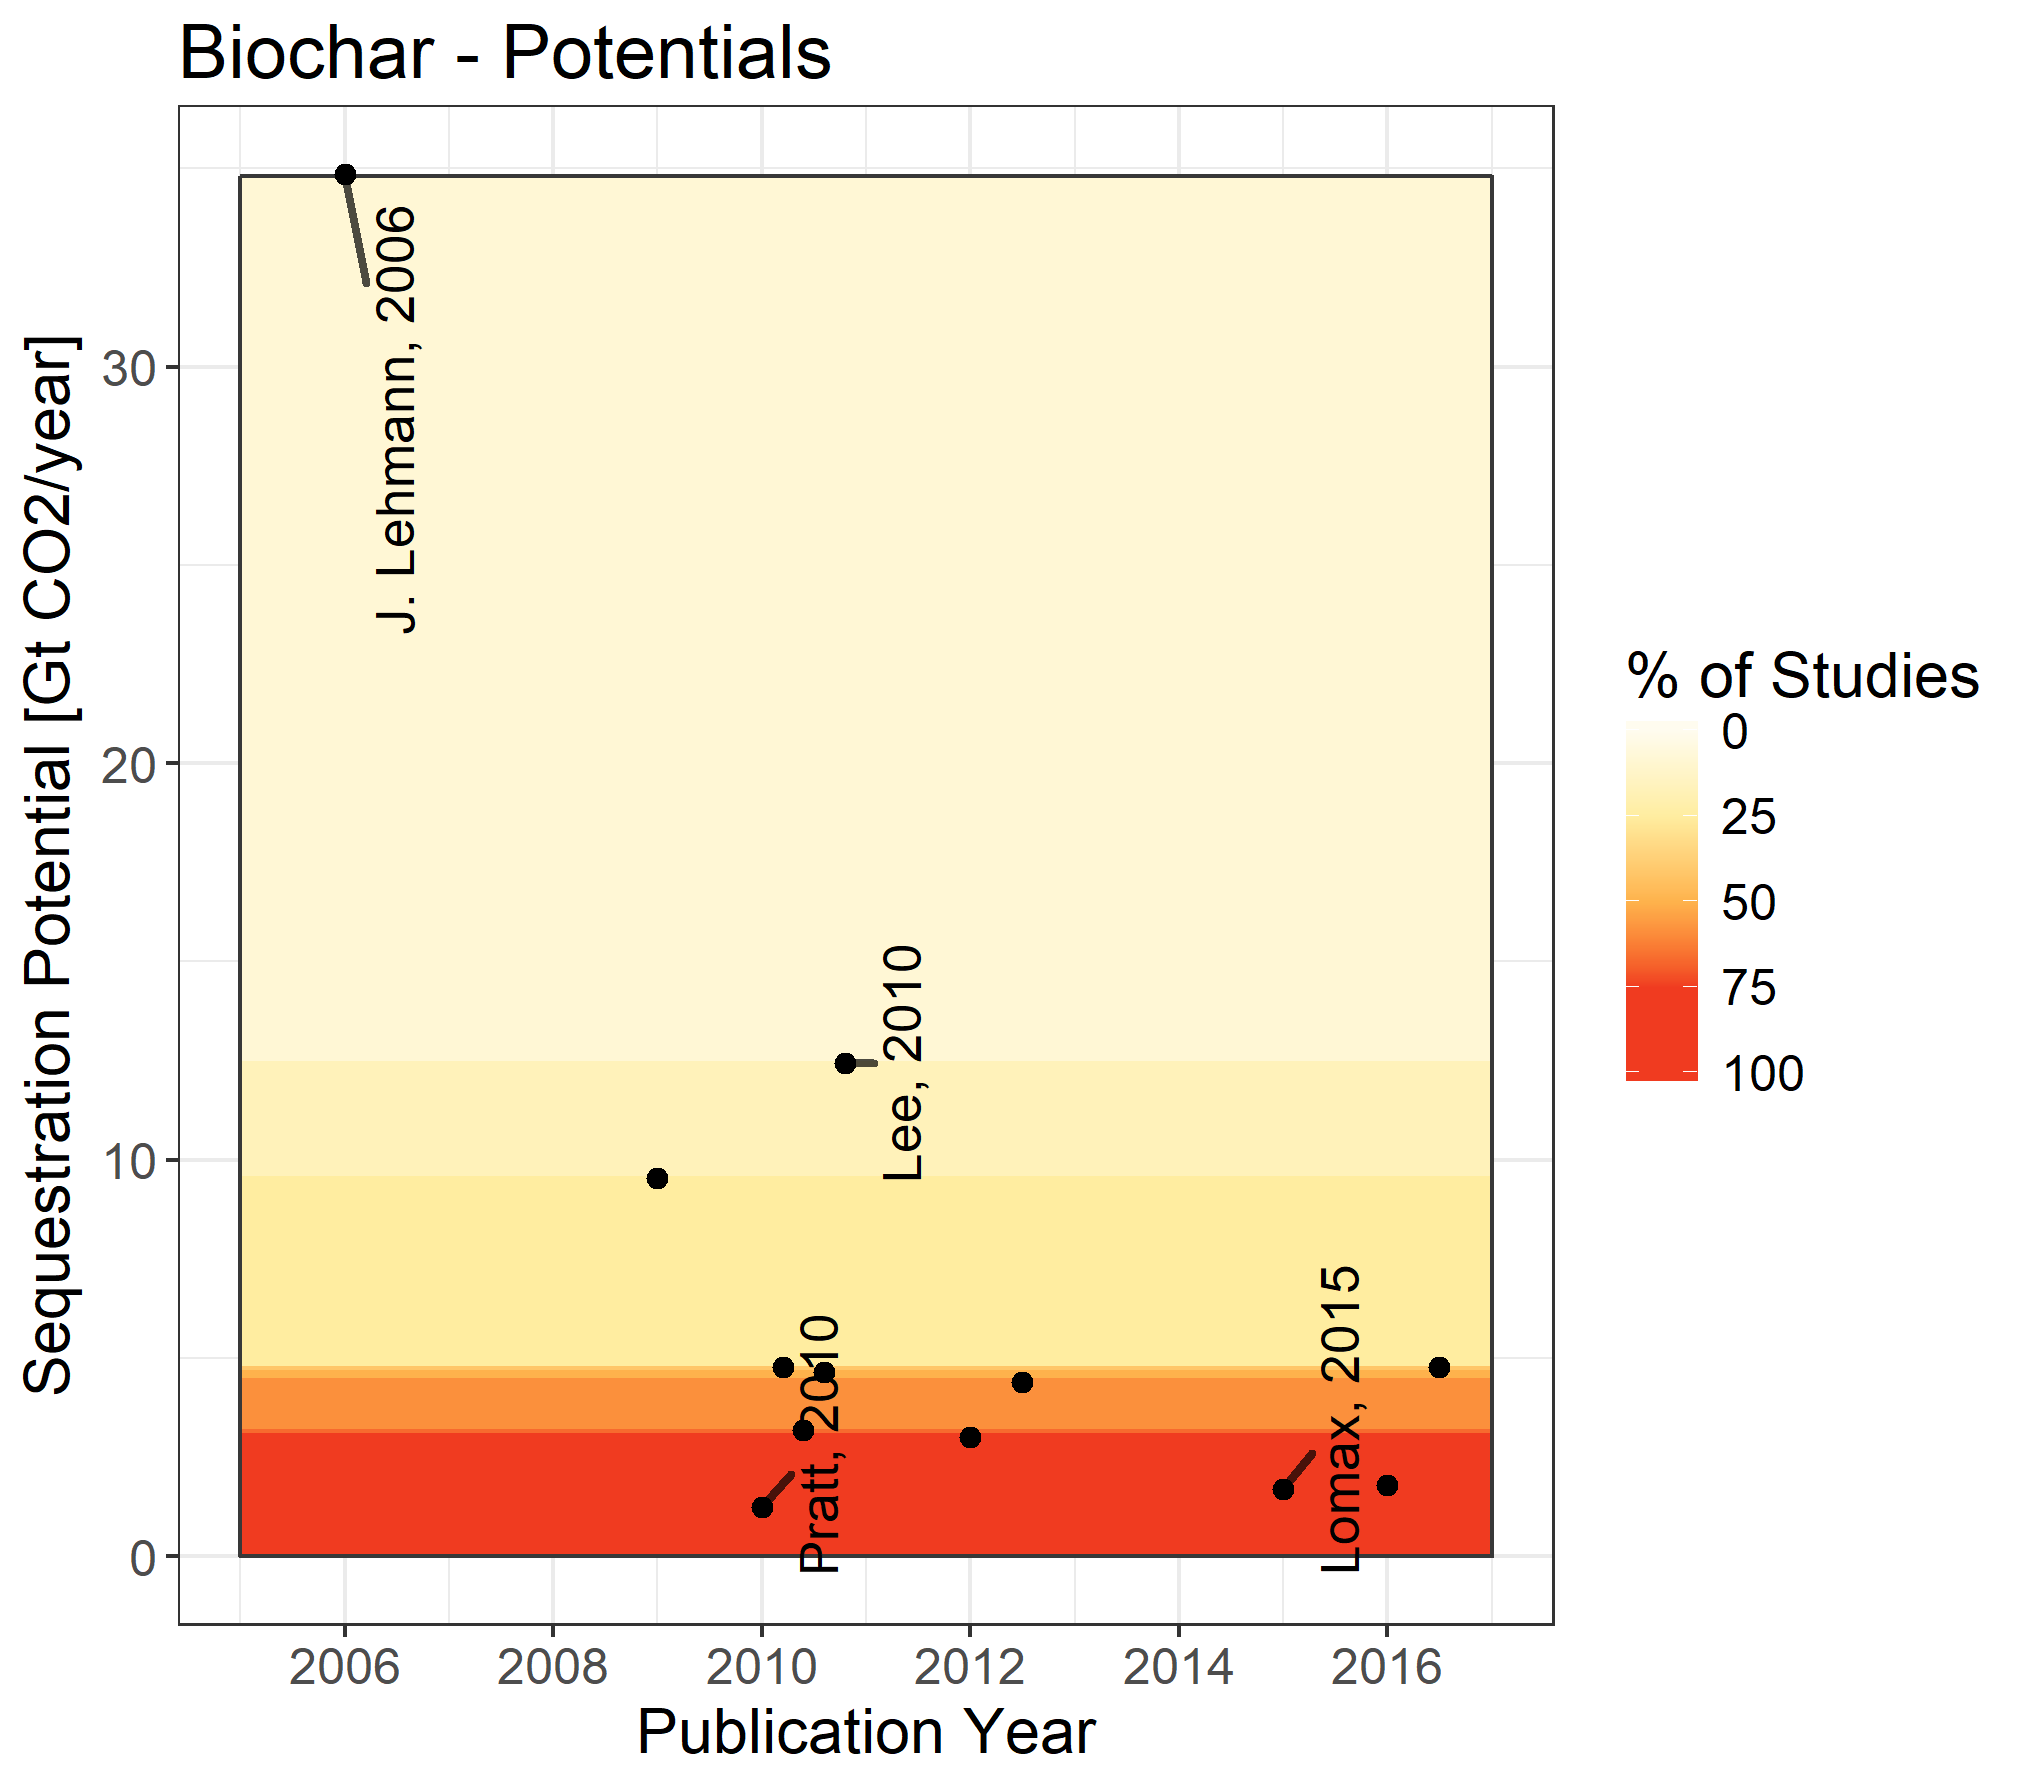 Biochar - Potentials
Sequestration Potential [Gt CO2/year]
30
20
10
0
J. Lehmann, 2006
Lee, 2010
Pratt, 2010
Lomax, 2015
2006
2008
2010
2012
2014
2016
Publication Year
% of Studies
0
25
50
75
100